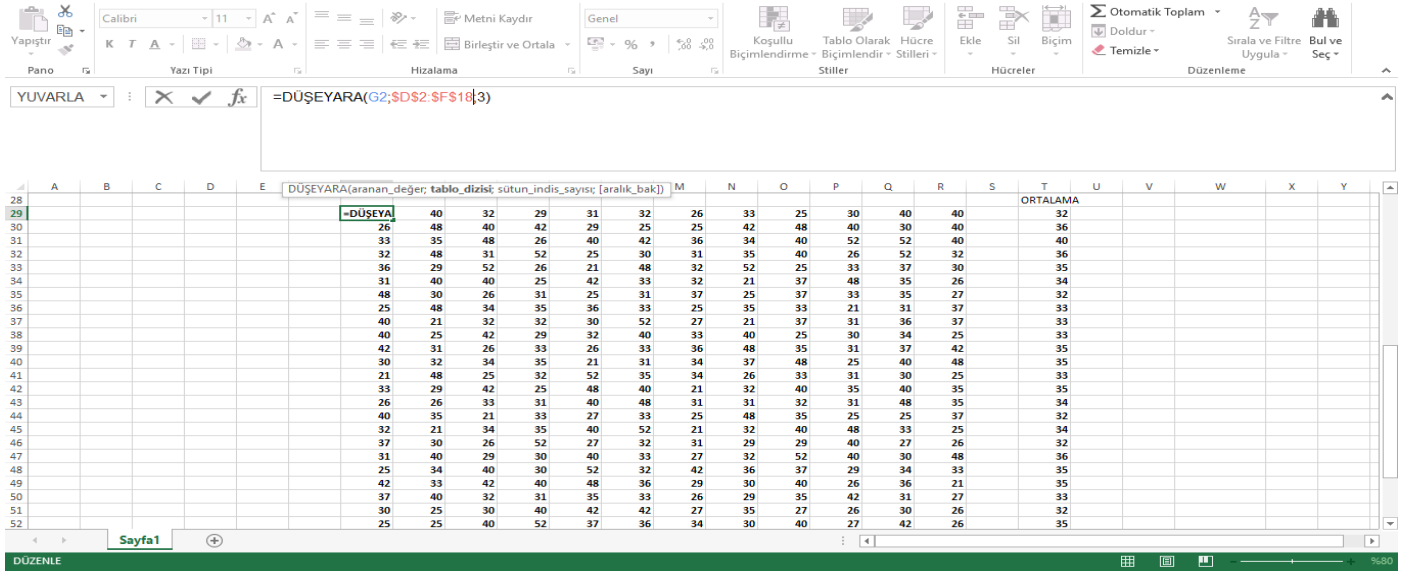 Calibri 11 Metni Kaydır Genel Otomatik Toplam
Yapıştır K T A A Birleştir ve Ortala % Koşullu Biçimlendirme Tablo Olarak Biçimlendir Hücre Stilleri Ekle Sil Biçim Doldur Temizle Sırala ve Filtre Uygula Bul ve Seç
Pano Yazı Tipi Hizalama Sayı Stiller Hücreler Düzenleme
YUVARLA fx =DÜŞEYARA(G2;$D$2:$F$18;3)
DÜŞEYARA(aranan_değer; tablo_dizisi; sütun_indis_sayısı; [aralık_bak])
A B C D E M N O P Q R S T U V W X Y
28 ORTALAMA
29 =DÜŞEYA 40 32 29 31 32 26 33 25 30 40 40 32
30 26 48 40 42 29 25 25 42 48 40 30 40 36
31 33 35 48 26 40 42 36 34 40 52 52 40 40
32 32 48 31 52 25 30 31 35 40 26 52 32 36
33 36 29 52 26 21 48 32 52 25 33 37 30 35
34 31 40 40 25 42 33 32 21 37 48 35 26 34
35 48 30 26 31 25 31 37 25 37 33 35 27 32
36 25 48 34 35 36 33 25 35 33 21 31 37 33
37 40 21 32 32 30 52 27 21 37 31 36 37 33
38 40 25 42 29 32 40 33 40 25 30 34 25 33
39 42 31 26 33 26 33 36 48 35 31 37 42 35
40 30 32 34 35 21 31 34 37 48 25 40 48 35
41 21 48 25 32 52 35 34 26 33 31 30 25 33
42 33 29 42 25 48 40 21 32 40 35 40 35 35
43 26 26 33 31 40 48 31 31 32 31 48 35 34
44 40 35 21 33 27 33 25 48 35 25 25 37 32
45 32 21 34 35 40 52 21 32 40 48 33 25 34
46 37 30 26 52 27 32 31 29 29 40 27 26 32
47 31 40 29 30 40 33 27 32 52 40 30 48 36
48 25 34 40 30 52 32 42 36 37 29 34 33 35
49 42 33 42 40 48 36 29 30 40 26 36 21 35
50 37 40 32 31 35 33 26 29 35 42 31 27 33
51 30 25 30 40 42 42 27 35 27 26 30 26 32
52 25 25 40 52 37 36 34 30 40 27 42 26 35
Sayfa1
DÜZENLE %80